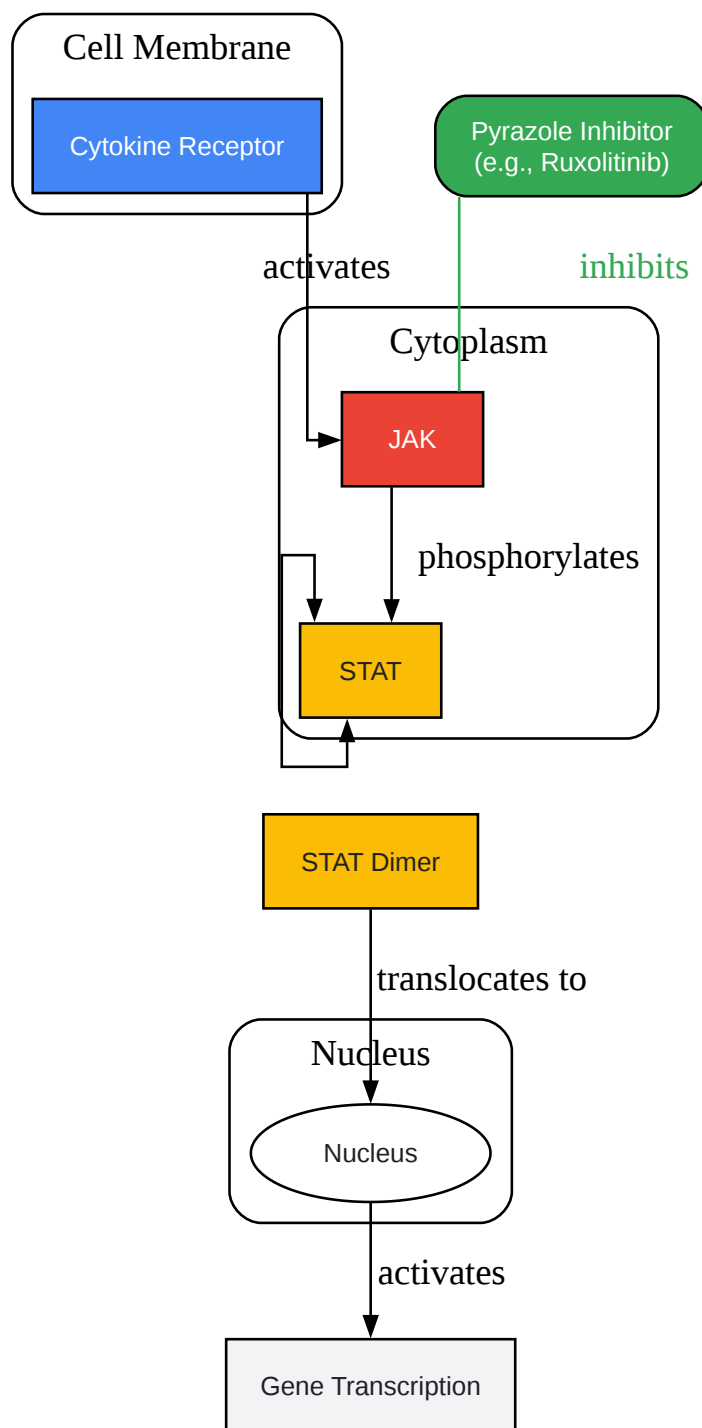 Cell Membrane
Cytokine Receptor
Pyrazole Inhibitor
(e.g., Ruxolitinib)
activates
inhibits
Cytoplasm
JAK
phosphorylates
STAT
STAT Dimer
translocates to
Nucleus
Nucleus
activates
Gene Transcription